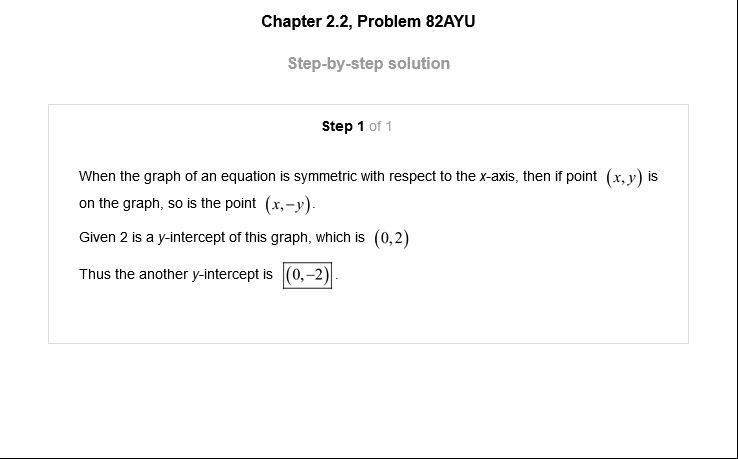 Chapter 2.2, Problem 82AYU
Step-by-step solution
Step 1 of 1
When the graph of an equation is symmetric with respect to the x-axis, then if point (x, y) is
on the graph, so is the point (x,−y).
Given 2 is a y-intercept of this graph, which is (0,2)
Thus the another y-intercept is (0,−2).